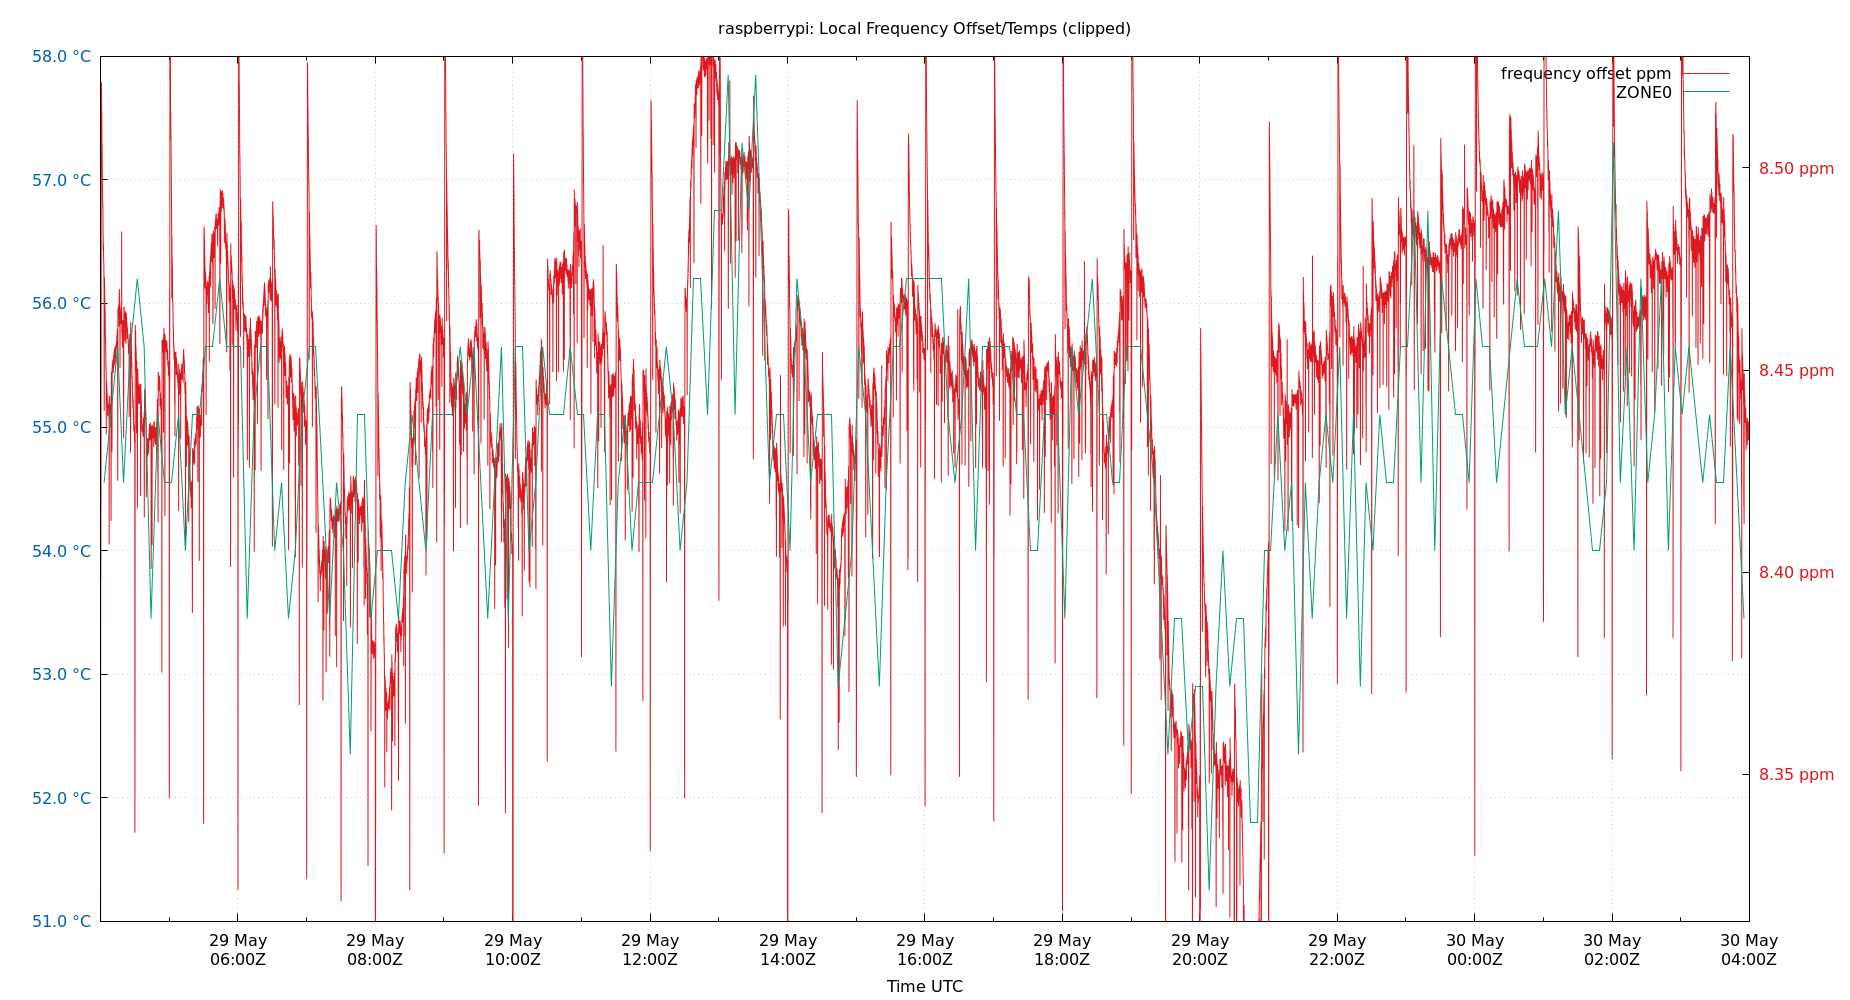 raspberrypi: Local Frequency Offset/Temps (clipped)
58.0 °C
57.0 °C
56.0 °C
55.0 °C
54.0 °C
53.0 °C
52.0 °C
51.0 °C
frequency offset ppm
ZONE0
8.50 ppm
8.45 ppm
8.40 ppm
8.35 ppm
29 May
06:00Z
29 May
08:00Z
29 May
10:00Z
29 May
12:00Z
29 May
14:00Z
29 May
16:00Z
29 May
18:00Z
29 May
20:00Z
29 May
22:00Z
30 May
00:00Z
30 May
02:00Z
30 May
04:00Z
Time UTC